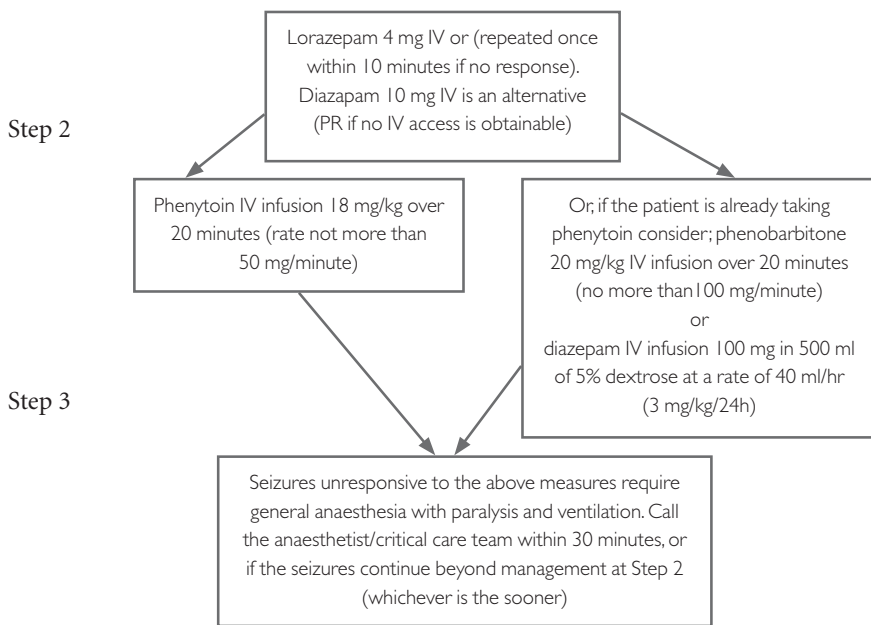 Lorazepam 4 mg IV or (repeated once
within 10 minutes if no response).
Diazapam 10 mg IV is an alternative
(PR if no IV access is obtainable)
Step 2
Phenytoin IV infusion 18 mg/kg over
20 minutes (rate not more than
50 mg/minute)
Or, if the patient is already taking
phenytoin consider; phenobarbitone
20 mg/kg IV infusion over 20 minutes
(no more than100 mg/minute)
or
diazepam IV infusion 100 mg in 500 ml
of 5% dextrose at a rate of 40 ml/hr
(3 mg/kg/24h)
Step 3
Seizures unresponsive to the above measures require
general anaesthesia with paralysis and ventilation. Call
the anaesthetist/critical care team within 30 minutes, or
if the seizures continue beyond management at Step 2
(whichever is the sooner)